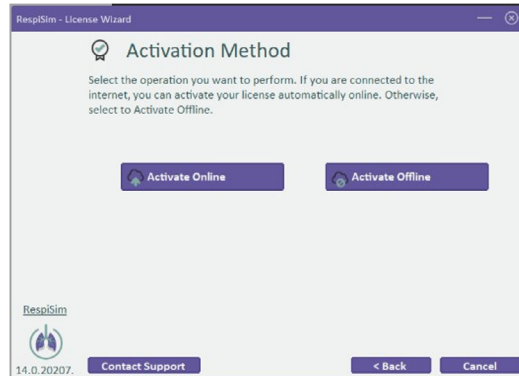 RespiSim - License Wizard
Activation Method
Select the operation you want to perform. If you are connected to the
internet, you can activate your license automatically online. Otherwise,
select to Activate Offline.
Activate Online
Activate Offline
RespiSim
14.0.20207.
Contact Support
< Back
Cancel